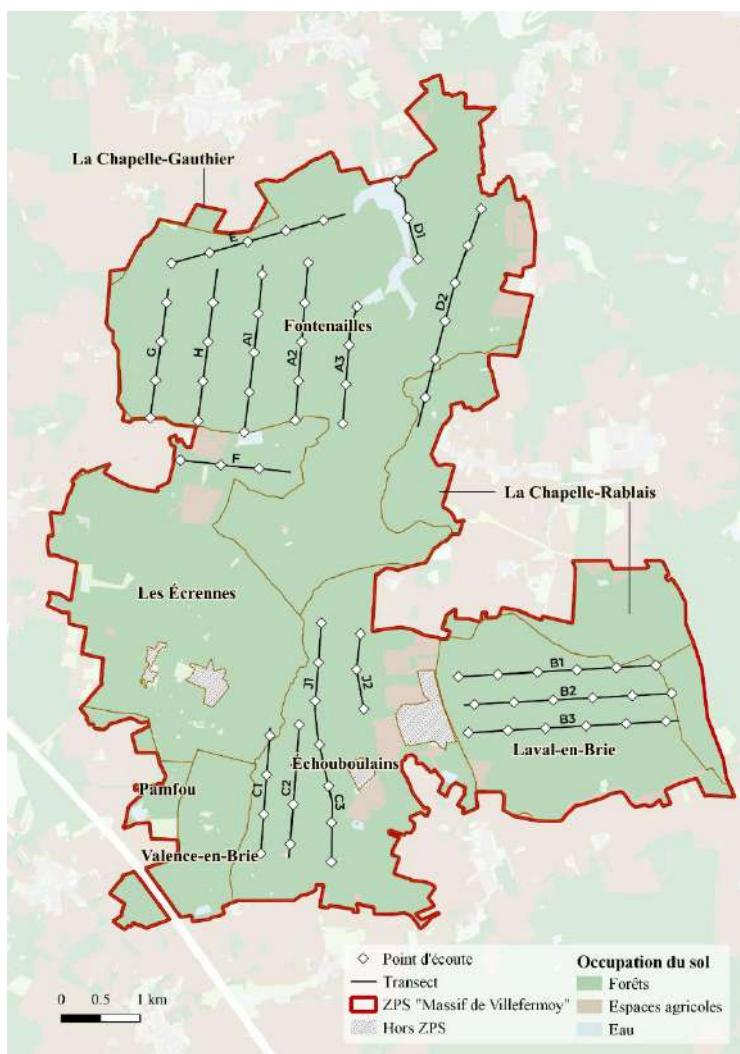 La Chapelle-Gauthier
E
D1
D2
G
H
A1
A2
A3
Fontenailles
F
La Chapelle-Rablais
Les Écrennes
J1
J2
B1
B2
B3
Laval-en-Brie
Échouboulains
Pamfou
C1
C2
C3
Valence-en-Brie
Point d'écoute
Transect
ZPS "Massif de Villefermoy"
Hors ZPS
Occupation du sol
Forêts
Espaces agricoles
Eau
0 0.5 1 km